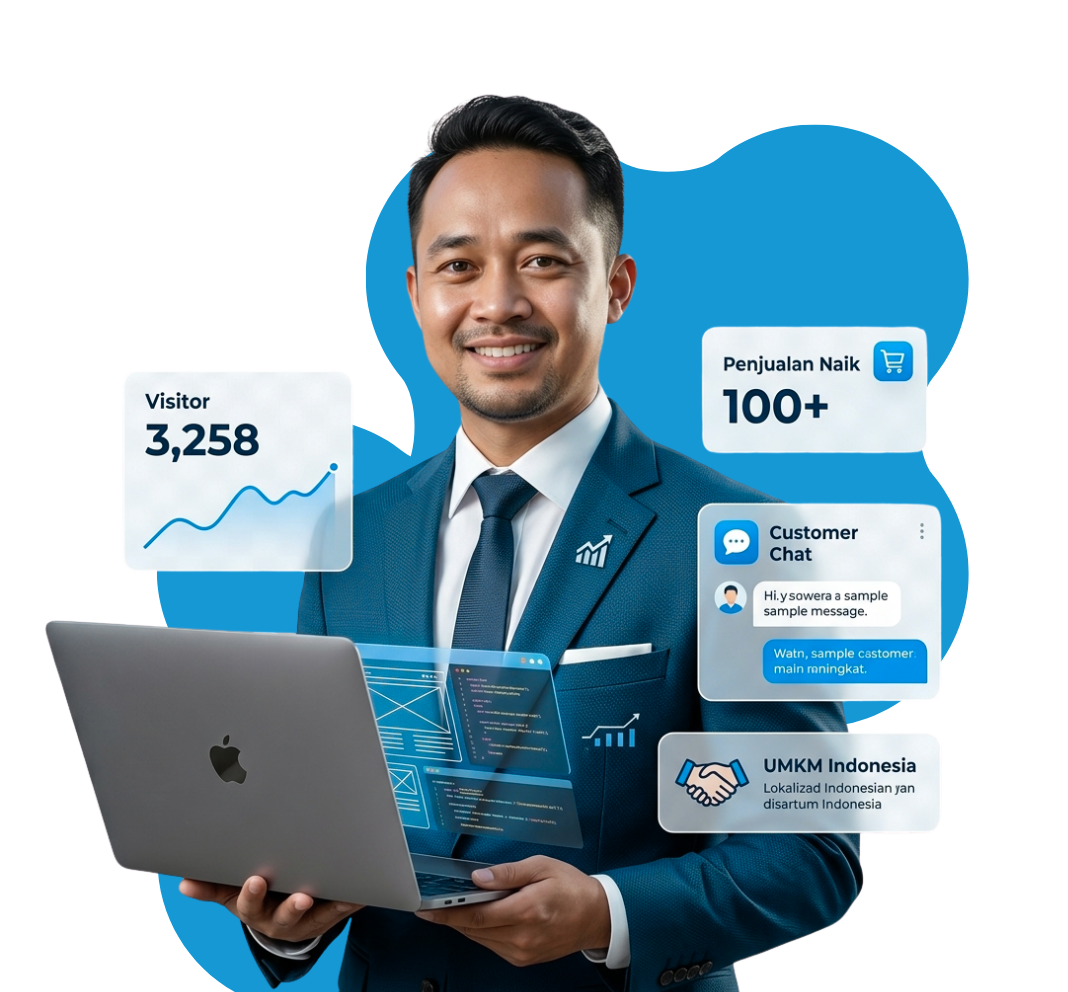 Visitor
3,258
Penjualan Naik
100+
Customer
Chat
Hi.y sowera a sample
sample message.
Watn, sample castomer.
main mningkat.
UMKM Indonesia
Lokalizad Indonesian yan
disartum Indonesia